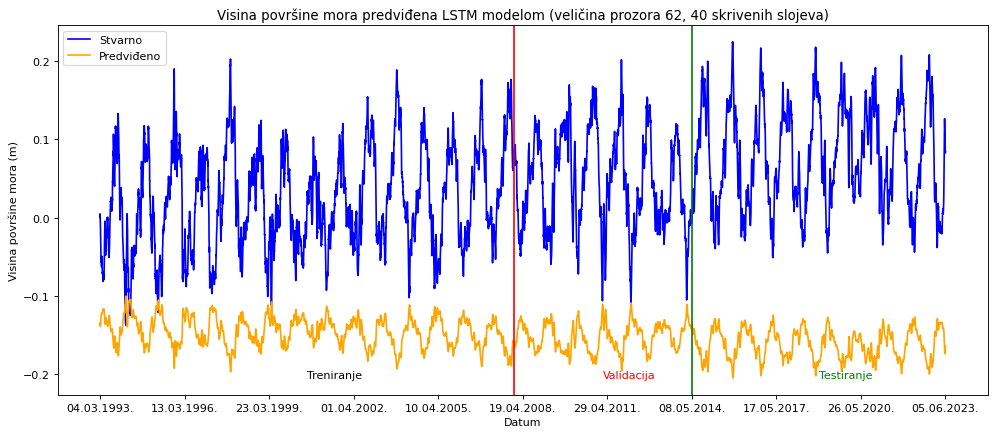 Visina površine mora predviđena LSTM modelom (veličina prozora 62, 40 skrivenih slojeva)
Stvarno
Predviđeno
Visina površine mora (m)
0.2
0.1
0.0
−0.1
−0.2
Treniranje
Validacija
Testiranje
04.03.1993.
13.03.1996.
23.03.1999.
01.04.2002.
10.04.2005.
19.04.2008.
29.04.2011.
08.05.2014.
17.05.2017.
26.05.2020.
05.06.2023.
Datum